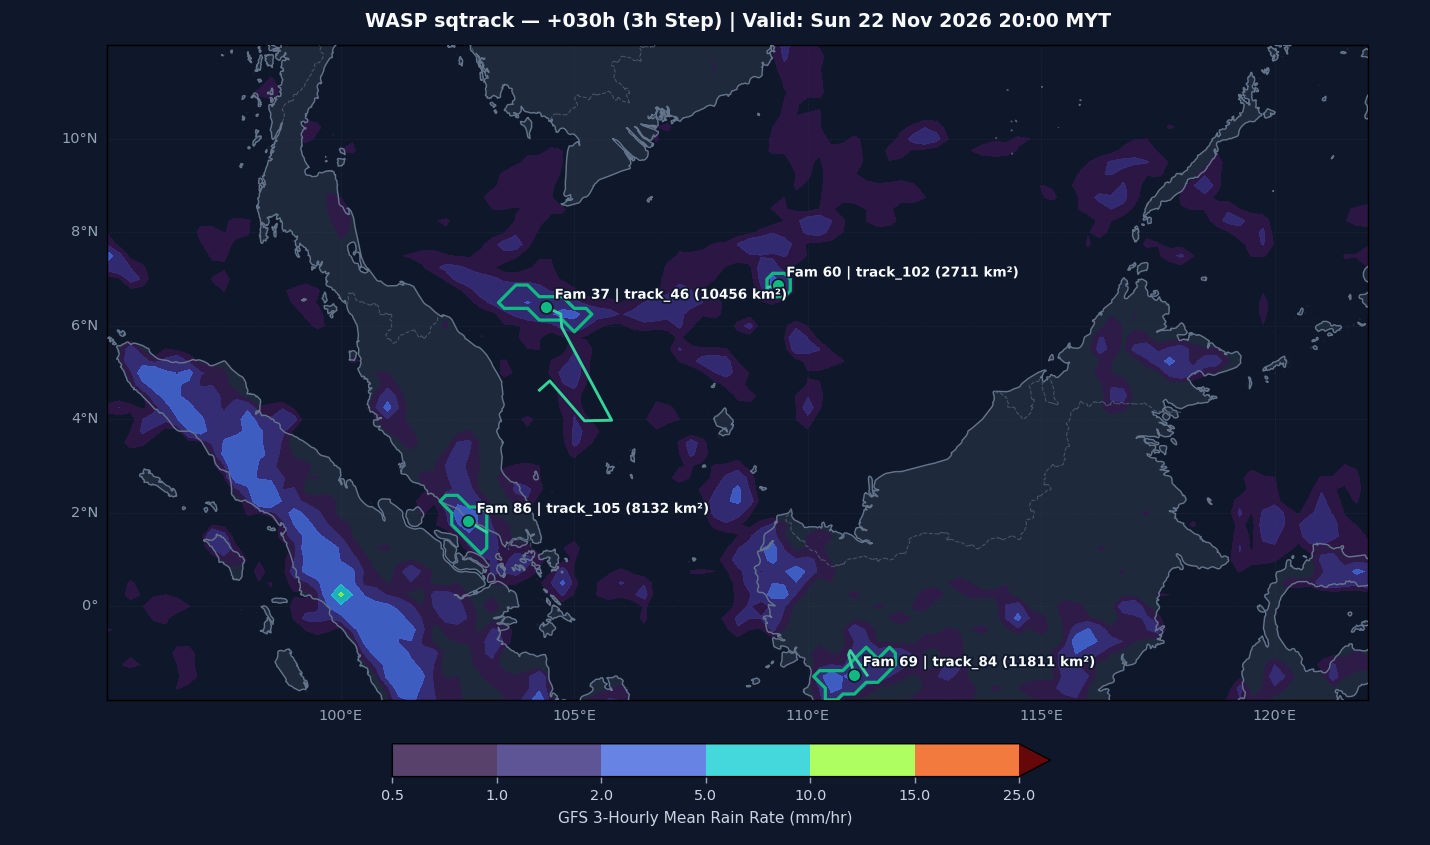 WASP sqtrack — +030h (3h Step) | Valid: Sun 22 Nov 2026 20:00 MYT
10°N
8°N
6°N
4°N
2°N
0°
Fam 60 | track_102 (2711 km²)
Fam 37 | track_46 (10456 km²)
Fam 86 | track_105 (8132 km²)
Fam 69 | track_84 (11811 km²)
100°E 105°E 110°E 115°E 120°E
0.5 1.0 2.0 5.0 10.0 15.0 25.0
GFS 3-Hourly Mean Rain Rate (mm/hr)